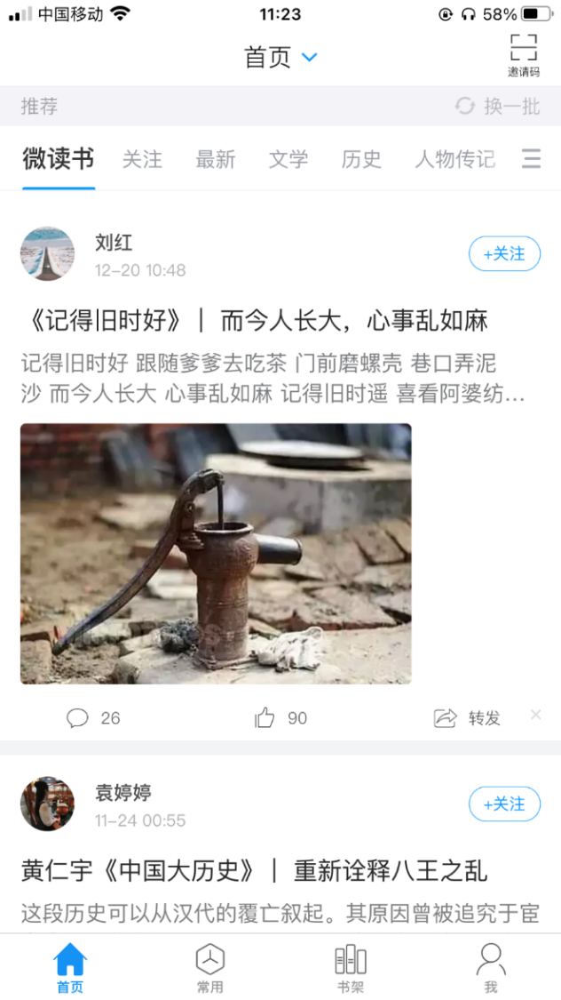 中国移动 11:23 58%
首页
邀请码
推荐 换一批
微读书 关注 最新 文学 历史 人物传记
刘红
12-20 10:48
+关注
《记得旧时好》｜ 而今人长大，心事乱如麻
记得旧时好 跟随爹爹去吃茶 门前磨螺壳 巷口弄泥
沙 而今人长大 心事乱如麻 记得旧时遥 喜看阿婆纺...
26 90 转发
袁婷婷
11-24 00:55
+关注
黄仁宇《中国大历史》｜ 重新诠释八王之乱
这段历史可以从汉代的覆亡叙起。其原因曾被追究于宦
首页 常用 书架 我